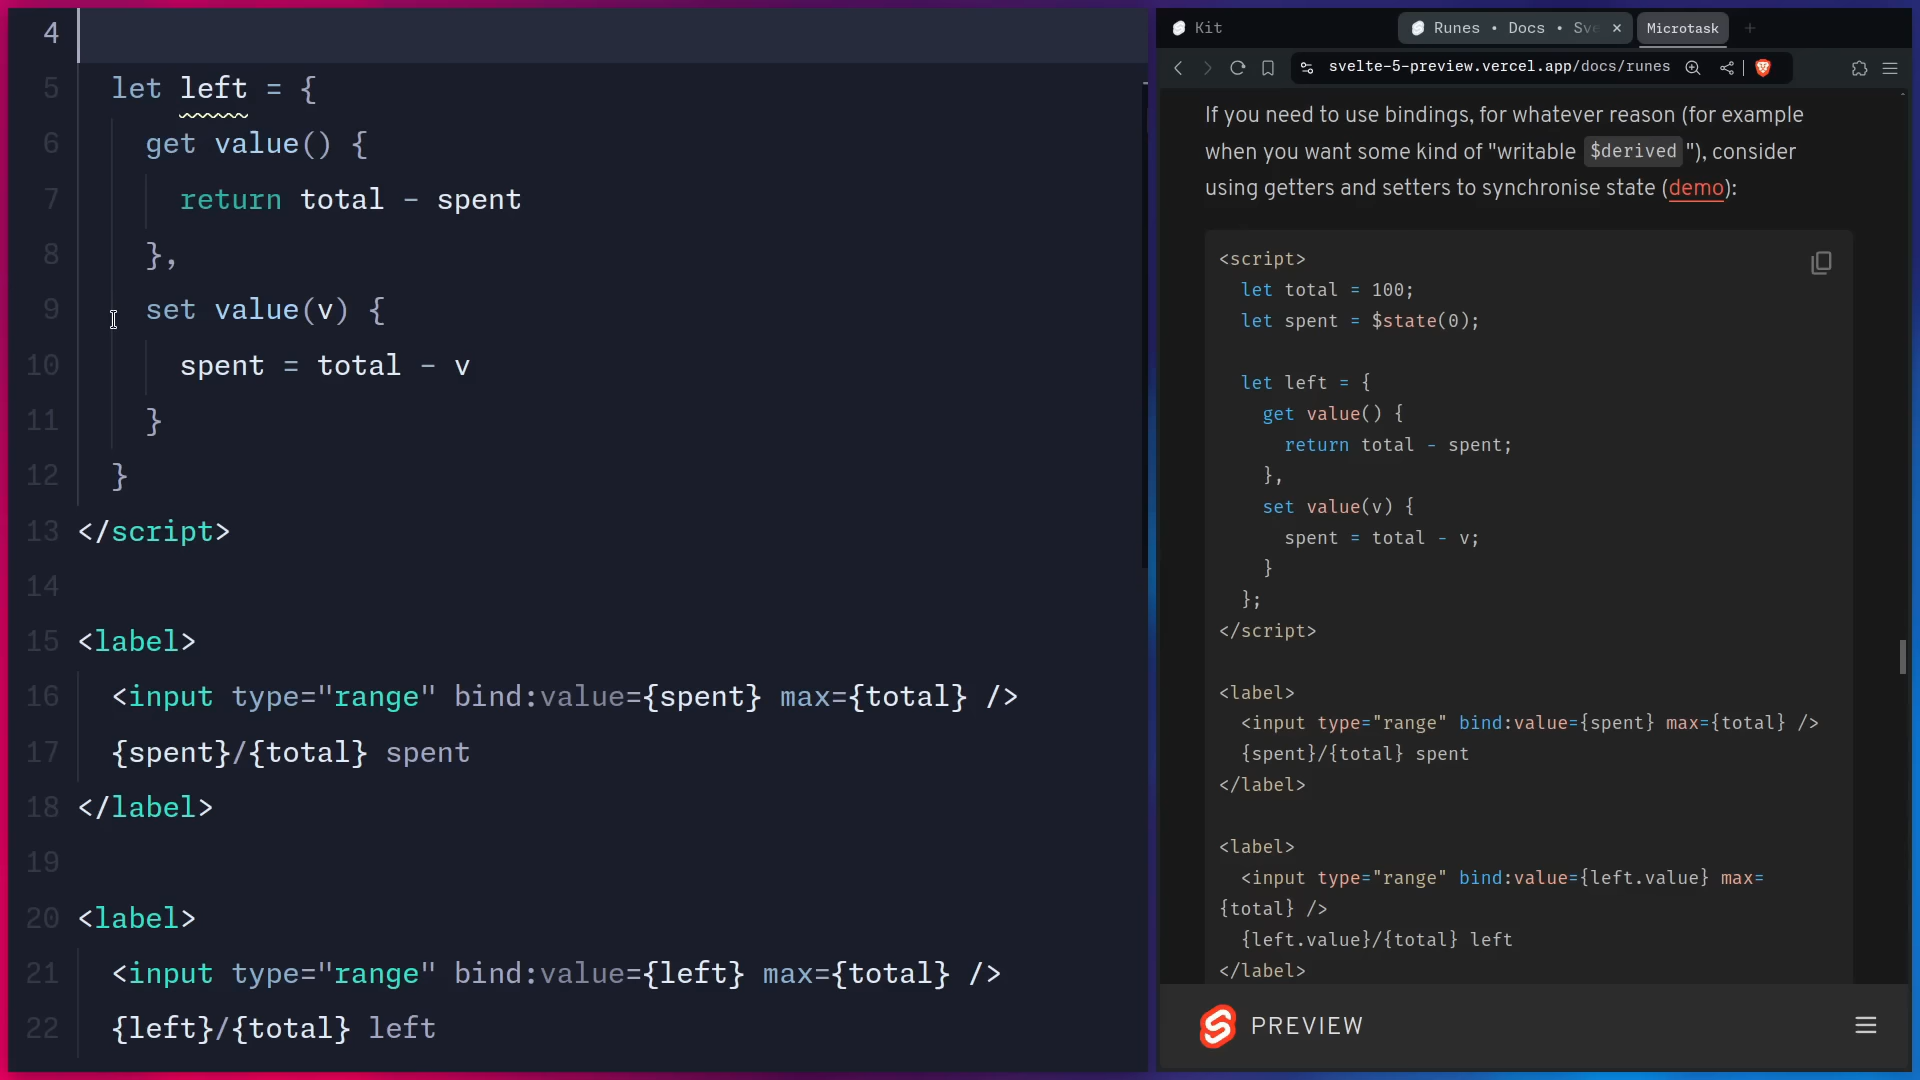 4
5 let left = {
6 get value() {
7 return total - spent
8 },
9 set value(v) {
10 spent = total - v
11 }
12 }
13 </script>
14
15 <label>
16 <input type="range" bind:value={spent} max={total} />
17 {spent}/{total} spent
18 </label>
19
20 <label>
21 <input type="range" bind:value={left} max={total} />
22 {left}/{total} left
Kit
Runes • Docs • Sve
Microtask
svelte-5-preview.vercel.app/docs/runes
If you need to use bindings, for whatever reason (for example
when you want some kind of "writable $derived "), consider
using getters and setters to synchronise state (demo):
<script>
let total = 100;
let spent = $state(0);
let left = {
get value() {
return total - spent;
},
set value(v) {
spent = total - v;
}
};
</script>
<label>
<input type="range" bind:value={spent} max={total} />
{spent}/{total} spent
</label>
<label>
<input type="range" bind:value={left.value} max=
{total} />
{left.value}/{total} left
</label>
PREVIEW